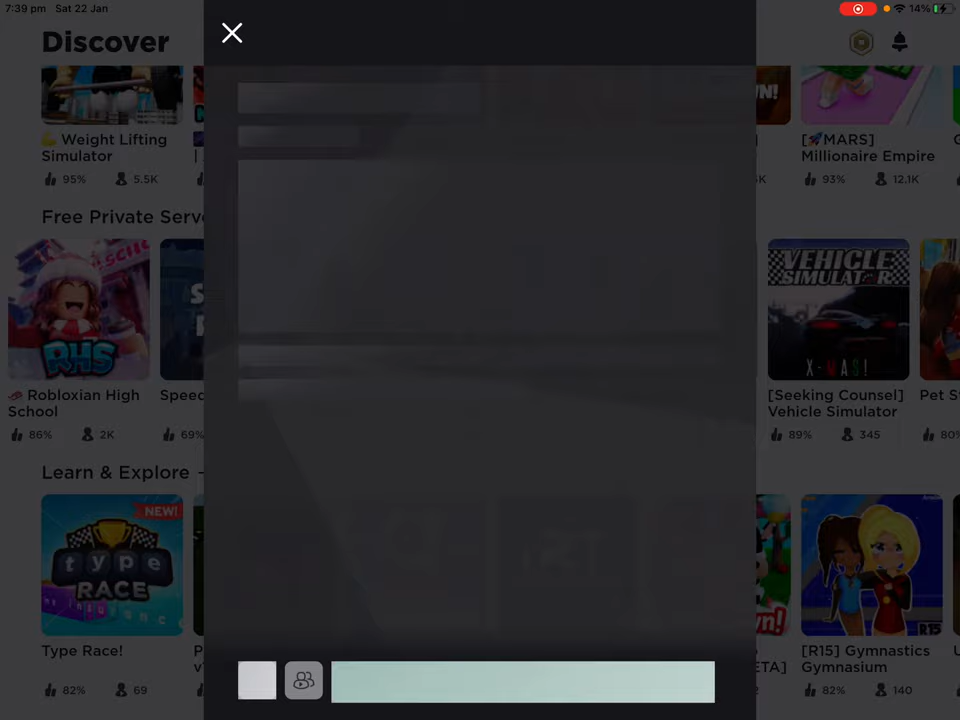 7:39 pm Sat 22 Jan
14%
Discover
Weight Lifting
Simulator
95% 5.5K
[MARS]
Millionaire Empire
93% 12.1K
Free Private Serv
RHS
VEHICLE
SIMULATOR
X-MAS!
Robloxian High
School
86% 2K
Speed
69%
[Seeking Counsel]
Vehicle Simulator
89% 345
Pet S
80%
Learn & Explore
NEW!
type
RACE
R15
Type Race!
82% 69
[R15] Gymnastics
Gymnasium
82% 140